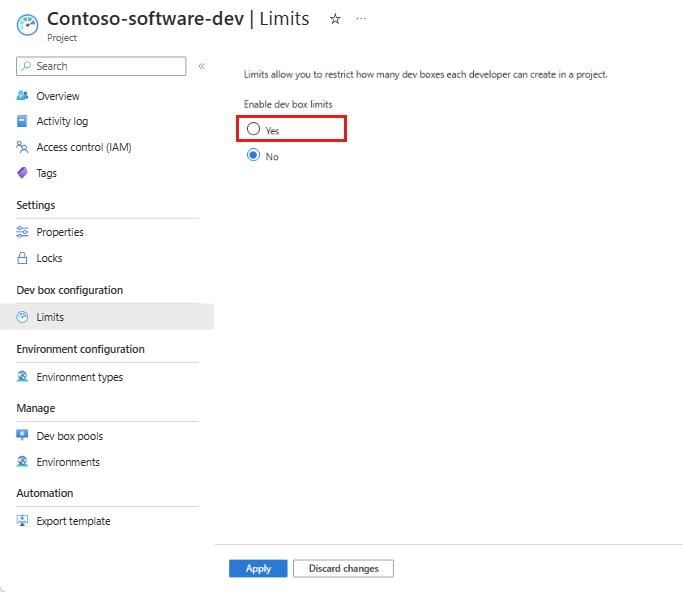 Contoso-software-dev | Limits
Project
Search
Overview
Activity log
Access control (IAM)
Tags
Settings
Properties
Locks
Dev box configuration
Limits
Environment configuration
Environment types
Manage
Dev box pools
Environments
Automation
Export template
Limits allow you to restrict how many dev boxes each developer can create in a project.
Enable dev box limits
Yes
No
Apply
Discard changes